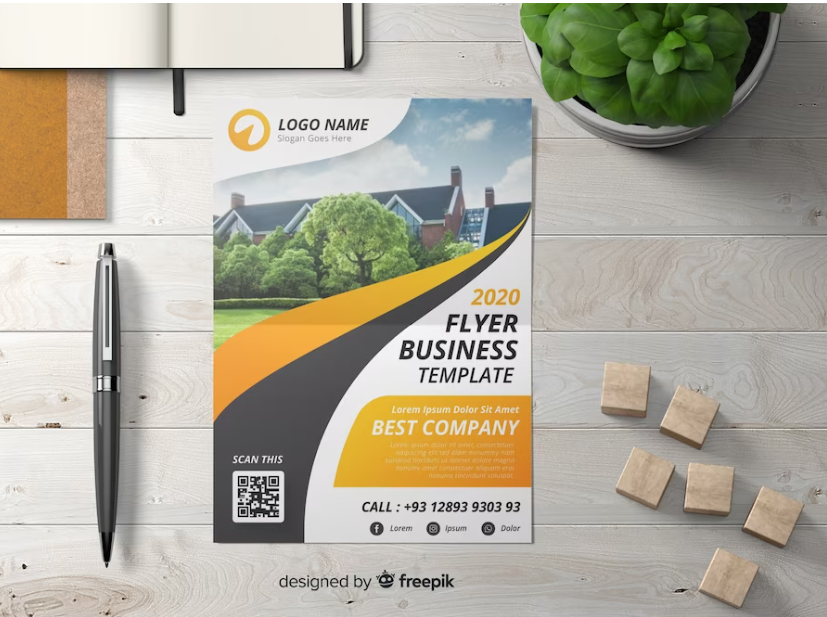 LOGO NAME
Slogan Goes Here
2020
FLYER
BUSINESS
TEMPLATE
Lorem Ipsum Dolor Sit Amet
BEST COMPANY
SCAN THIS
CALL : +93 12893 9303 93
Lorem Ipsum Dolor
designed by freepik